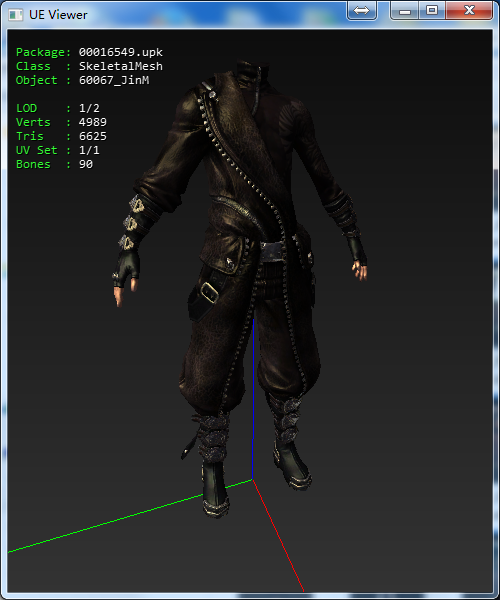 UE Viewer
Package: 00016549.upk
Class : SkeletalMesh
Object : 60067_JinM
LOD : 1/2
Verts : 4989
Tris : 6625
UV Set : 1/1
Bones : 90